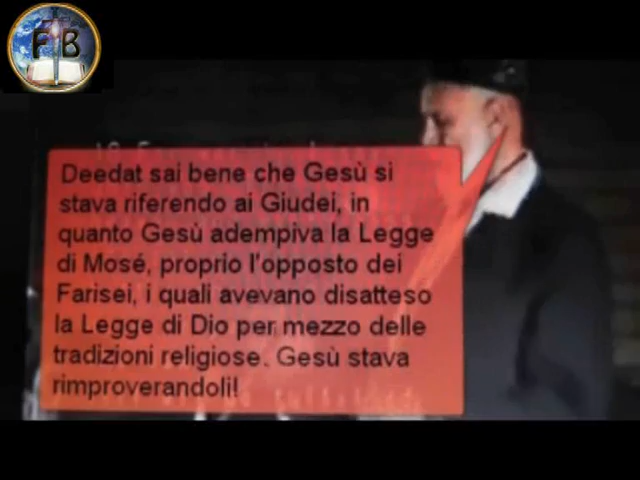 FB
Deedat sai bene che Gesù si
stava riferendo ai Giudei, in
quanto Gesù adempiva la Legge
di Mosé, proprio l'opposto dei
Farisei, i quali avevano disatteso
la Legge di Dio per mezzo delle
tradizioni religiose. Gesù stava
rimproverandoli!